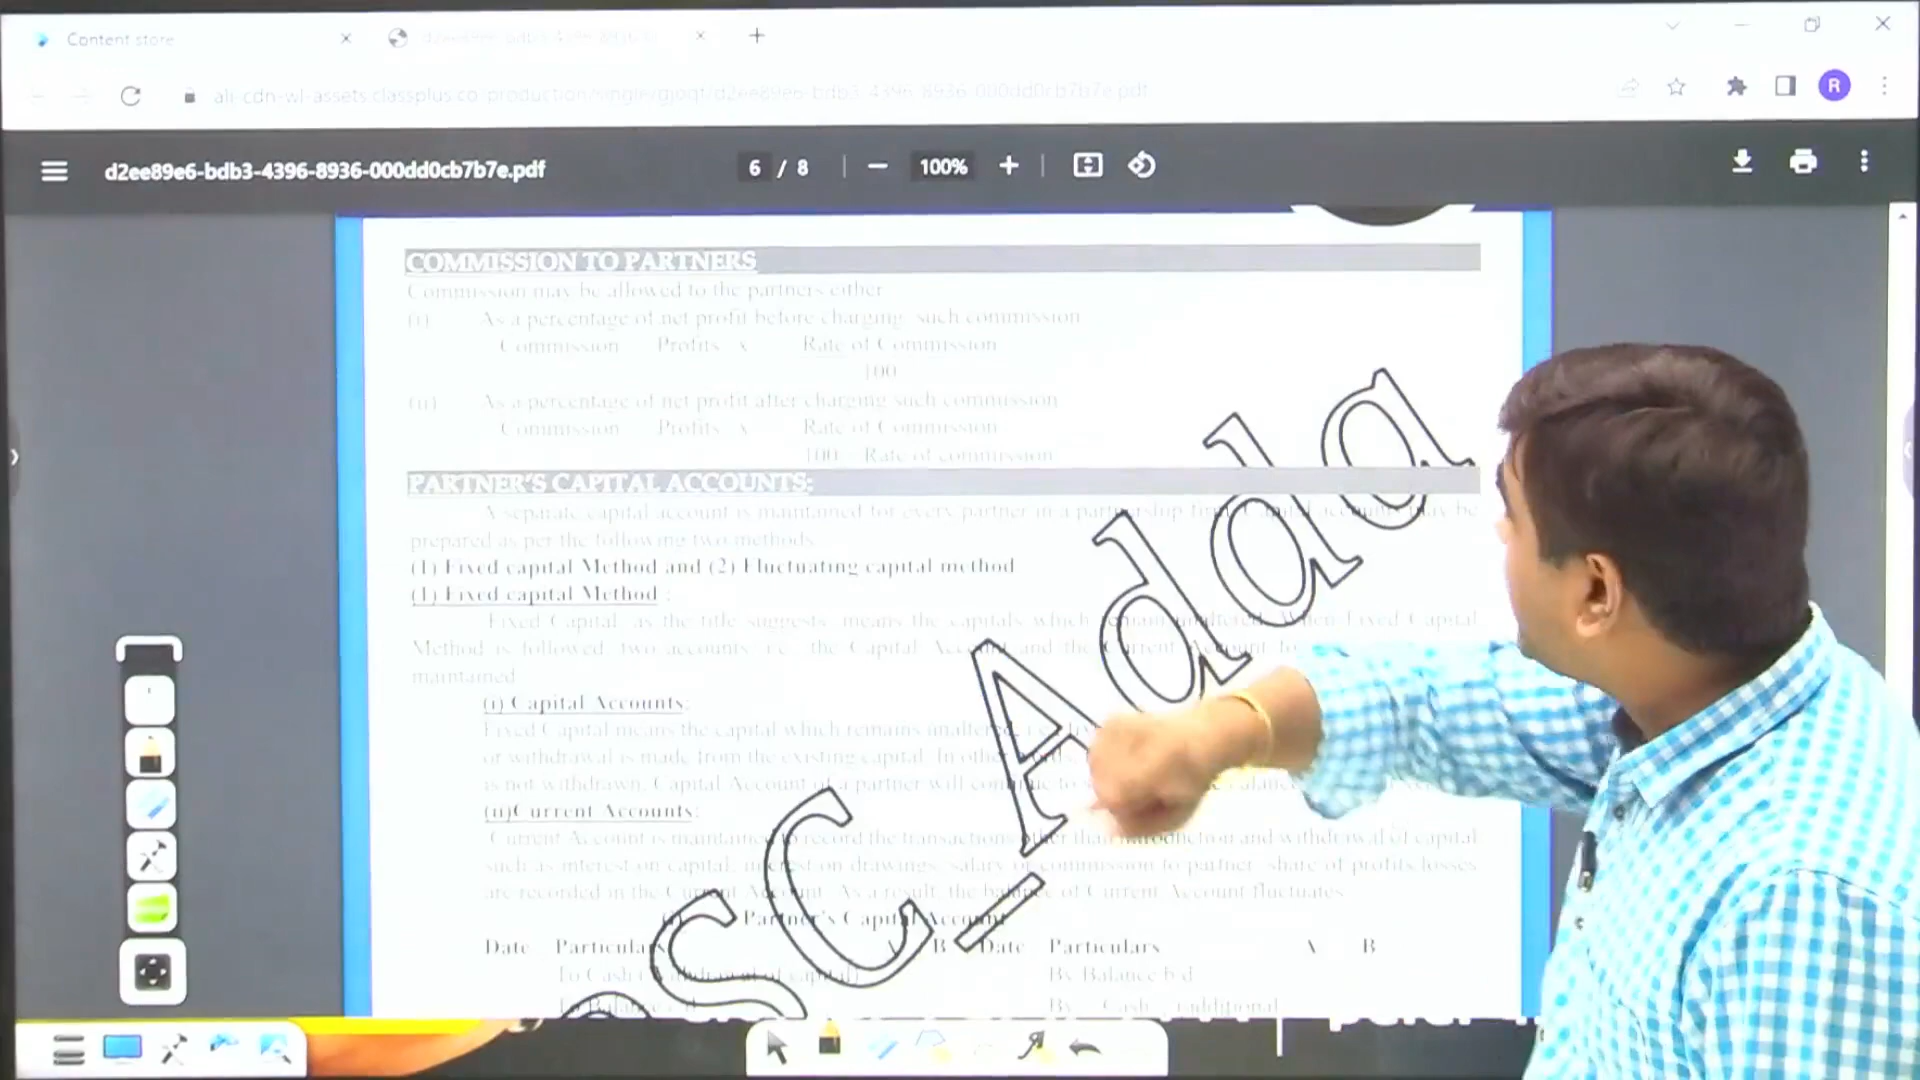 Content store
ali-cdn-wl-assets.classplus.co/production/single/gjoqf/d2ee89e6-bdb3-4396-8936-000dd0cb7b7e.pdf
R
d2ee89e6-bdb3-4396-8936-000dd0cb7b7e.pdf
6 / 8
100%
COMMISSION TO PARTNERS
Commission may be allowed to the partners either
(i) As a percentage of net profit before charging such commission
Commission Profits x Rate of Commission
100
(ii) As a percentage of net profit after charging such commission
Commission Profits x Rate of Commission
100 Rate of commission
PARTNER'S CAPITAL ACCOUNTS:
A separate capital account is maintained for every partner in a partnership firm. Capital accounts may be
prepared as per the following two methods
(1) Fixed capital Method and (2) Fluctuating capital method
(1) Fixed capital Method :
Fixed Capital, as the title suggests, means the capitals which remain unaltered. When Fixed Capital
Method is followed, two accounts i.e., the Capital Account and the Current Account
maintained
(i) Capital Accounts:
Fixed Capital means the capital which remains unaltered, i.e.,
or withdrawal is made from the existing capital. In other words,
is not withdrawn, Capital Account of a partner will continue to
(ii)Current Accounts:
Current Account is maintained to record the transactions other than introduction and withdrawal of capital
such as interest on capital, interest on drawings, salary or commission to partner, share of profits losses
are recorded in the Current Account. As a result, the balance of Current Account fluctuates
(i) Partner's Capital Account
Date Particulars A B Date Particulars A B
To Cash (Withdrawal of capital) By Balance b d
To Balance c d By Cash additional
SC_Adda